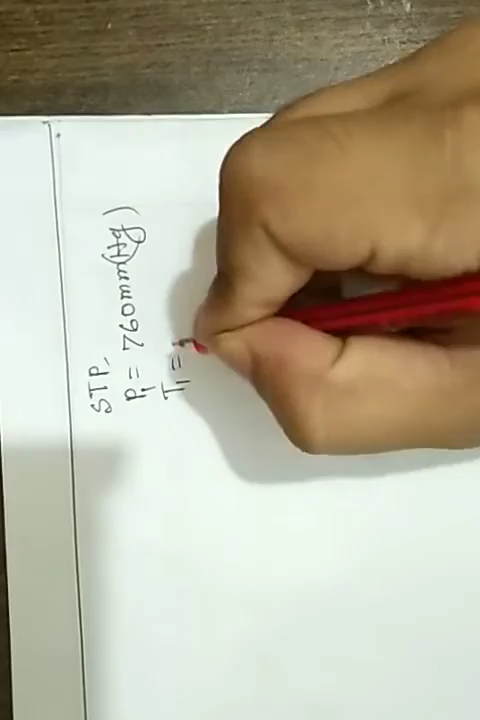 STP,
P₁ = 760mm(Hg)
T₁ =